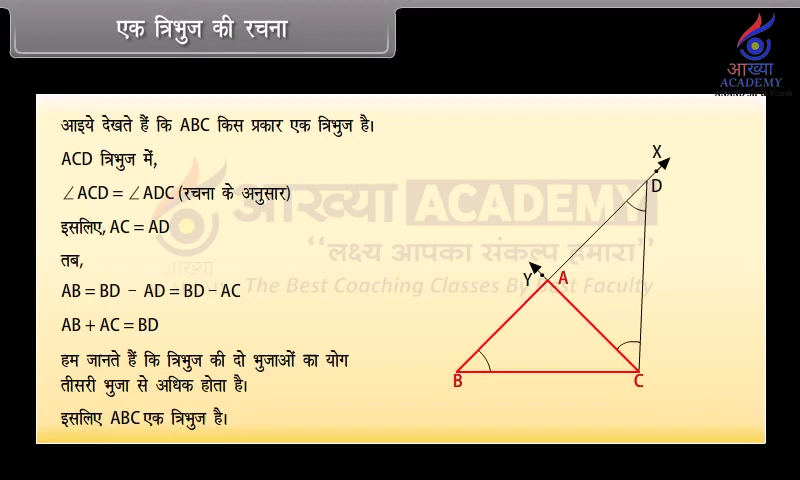 एक त्रिभुज की रचना
आख्या
ACADEMY
आइये देखते हैं कि ABC किस प्रकार एक त्रिभुज है।
ACD त्रिभुज में,
∠ACD = ∠ADC (रचना के अनुसार)
इसलिए, AC = AD
तब,
AB = BD − AD = BD − AC
AB + AC = BD
हम जानते हैं कि त्रिभुज की दो भुजाओं का योग
तीसरी भुजा से अधिक होता है।
इसलिए ABC एक त्रिभुज है।
X
D
Y
A
B
C
आख्या ACADEMY
“लक्ष्य आपका संकल्प हमारा”
The Best Coaching Classes By Best Faculty
आख्या